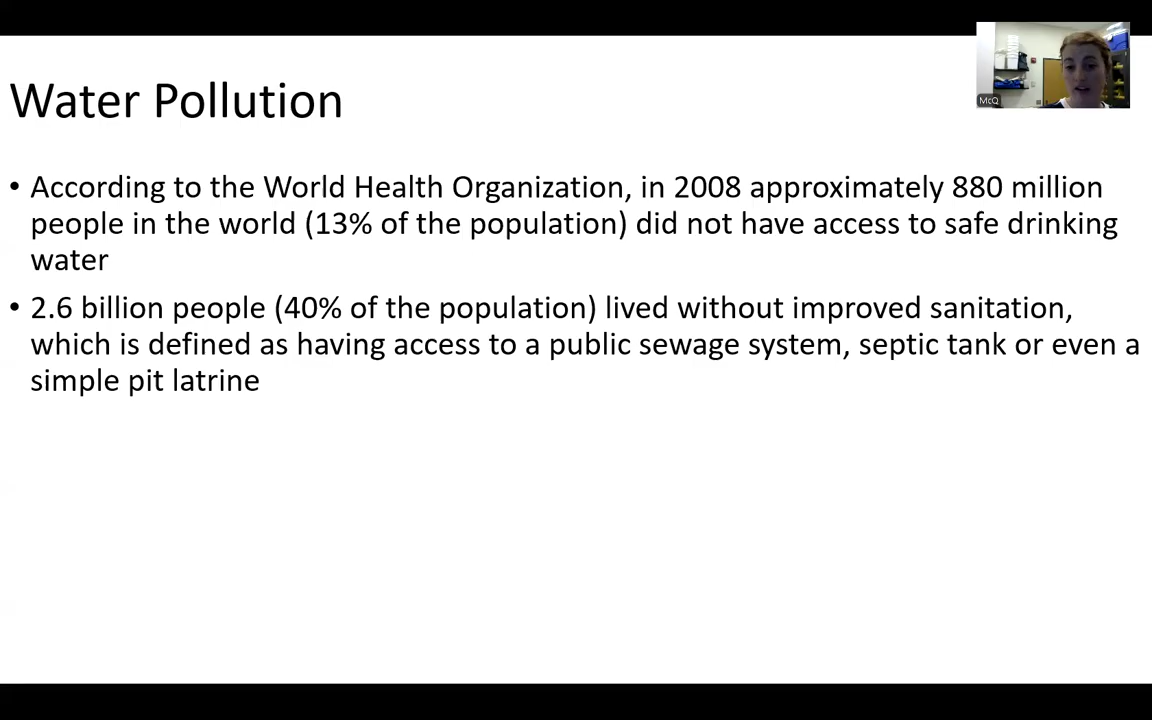 Water Pollution
• According to the World Health Organization, in 2008 approximately 880 million
people in the world (13% of the population) did not have access to safe drinking
water
• 2.6 billion people (40% of the population) lived without improved sanitation,
which is defined as having access to a public sewage system, septic tank or even a
simple pit latrine
McQ